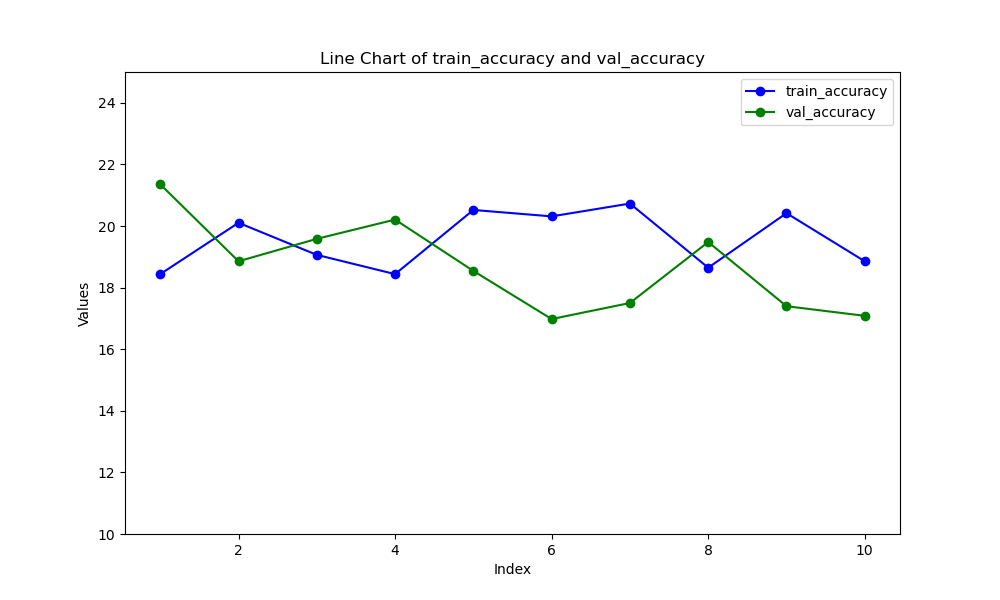 Line Chart of train_accuracy and val_accuracy
train_accuracy
val_accuracy
24
22
20
18
16
14
12
10
Values
2 4 6 8 10
Index